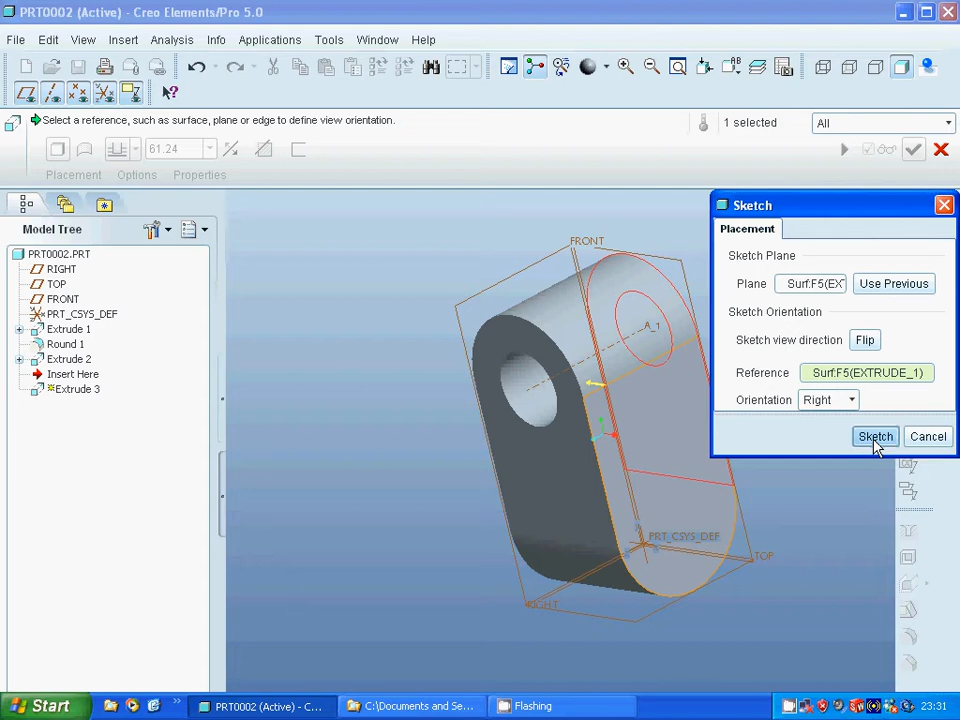 PRT0002 (Active) - Creo Elements/Pro 5.0
File Edit View Insert Analysis Info Applications Tools Window Help
Select a reference, such as surface, plane or edge to define view orientation.
1 selected
All
61.24
Placement Options Properties
Model Tree
PRT0002.PRT
RIGHT
TOP
FRONT
PRT_CSYS_DEF
Extrude 1
Round 1
Extrude 2
Insert Here
Extrude 3
FRONT
A_1
PRT_CSYS_DEF
TOP
RIGHT
Sketch
Placement
Sketch Plane
Plane Surf:F5(EX Use Previous
Sketch Orientation
Sketch view direction Flip
Reference Surf:F5(EXTRUDE_1)
Orientation Right
Sketch Cancel
Start
PRT0002 (Active) - C...
C:\Documents and Se...
Flashing
23:31